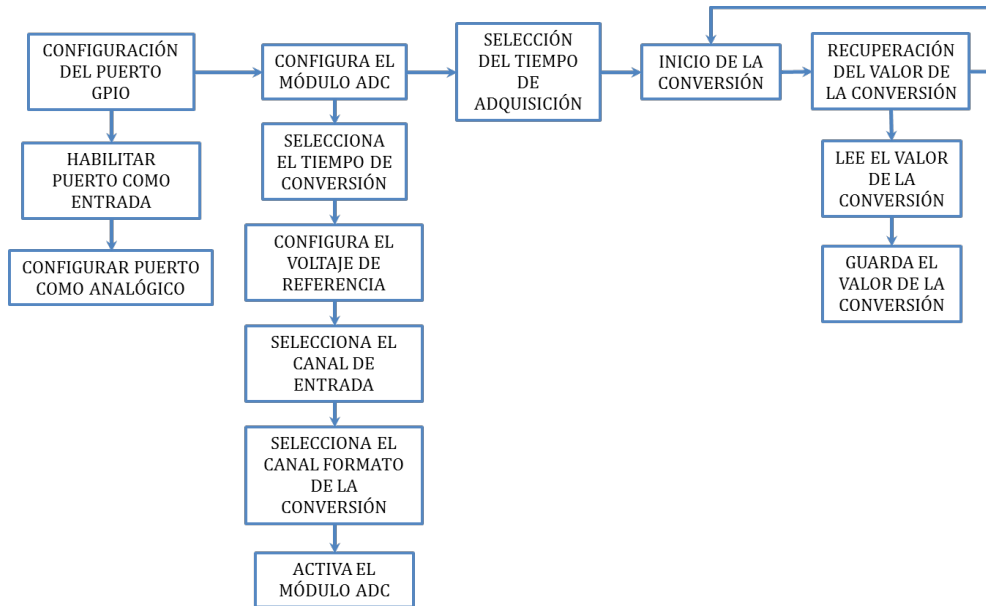 CONFIGURACIÓN
DEL PUERTO
GPIO
HABILITAR
PUERTO COMO
ENTRADA
CONFIGURAR PUERTO
COMO ANALÓGICO
CONFIGURA EL
MÓDULO ADC
SELECCIONA
EL TIEMPO DE
CONVERSIÓN
CONFIGURA EL
VOLTAJE DE
REFERENCIA
SELECCIONA EL
CANAL DE
ENTRADA
SELECCIONA EL
CANAL FORMATO
DE LA
CONVERSIÓN
ACTIVA EL
MÓDULO ADC
SELECCIÓN
DEL TIEMPO
DE
ADQUISICIÓN
INICIO DE LA
CONVERSIÓN
RECUPERACIÓN
DEL VALOR DE
LA CONVERSIÓN
LEE EL VALOR
DE LA
CONVERSIÓN
GUARDA EL
VALOR DE LA
CONVERSIÓN